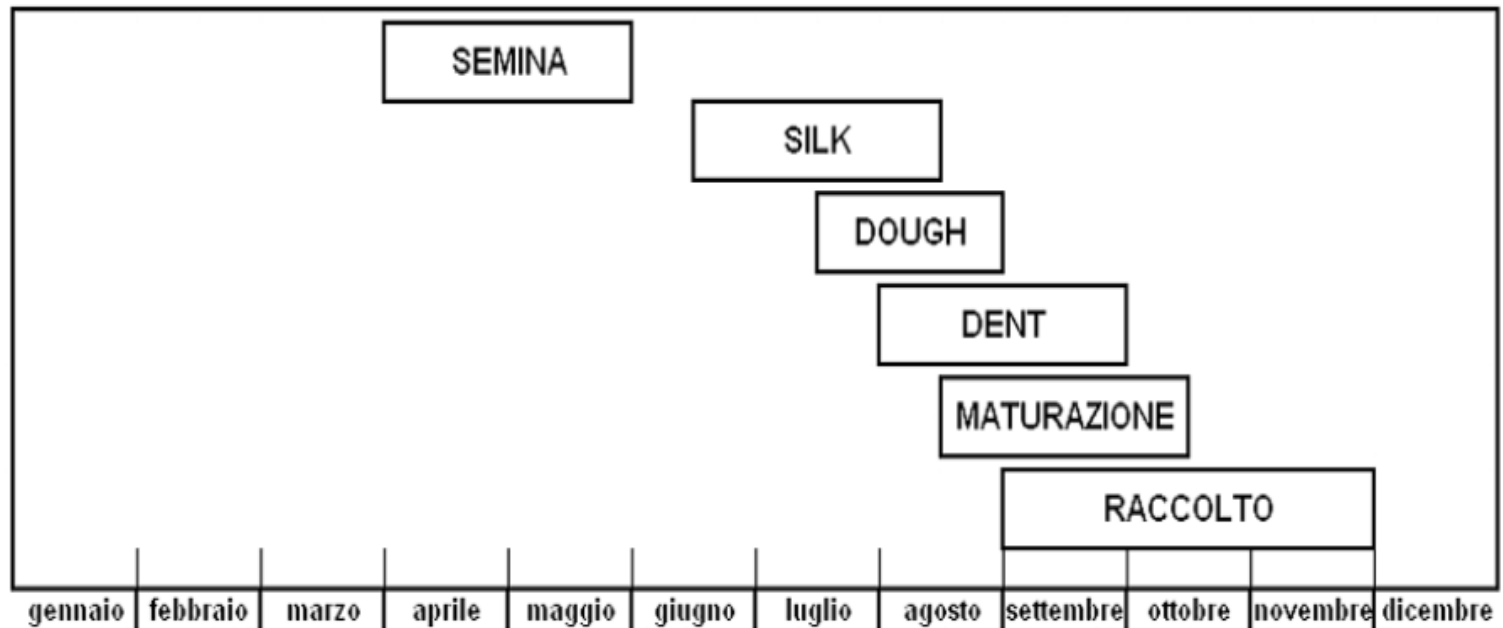 SEMINA
SILK
DOUGH
DENT
MATURAZIONE
RACCOLTO
gennaio febbraio marzo aprile maggio giugno luglio agosto settembre ottobre novembre dicembre